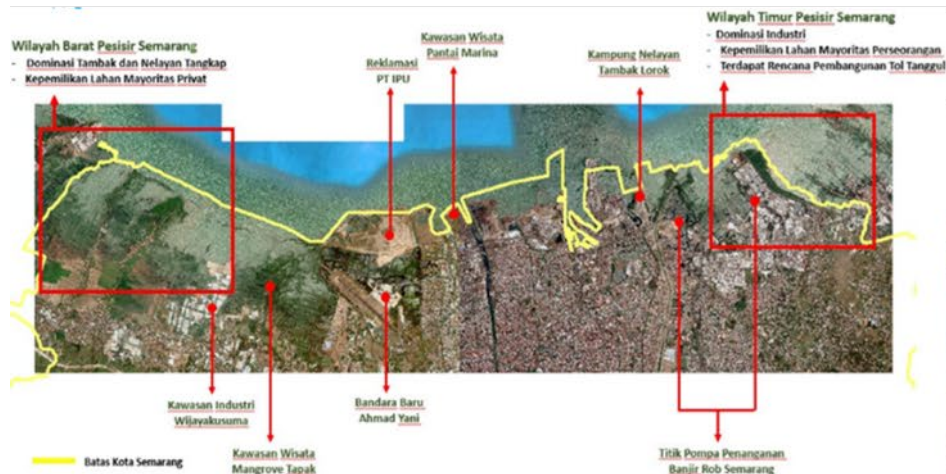 Wilayah Barat Pesisir Semarang
- Dominasi Tambak dan Nelayan Tangkap
- Kepemilikan Lahan Mayoritas Privat
Reklamasi
PT IPU
Kawasan Wisata
Pantai Marina
Kampung Nelayan
Tambak Lorok
Wilayah Timur Pesisir Semarang
- Dominasi Industri
- Kepemilikan Lahan Mayoritas Perseorangan
- Terdapat Rencana Pembangunan Tol Tanggul
Kawasan Industri
Wijayakusuma
Kawasan Wisata
Mangrove Tapak
Bandara Baru
Ahmad Yani
Titik Pompa Penanganan
Banjir Rob Semarang
Batas Kota Semarang